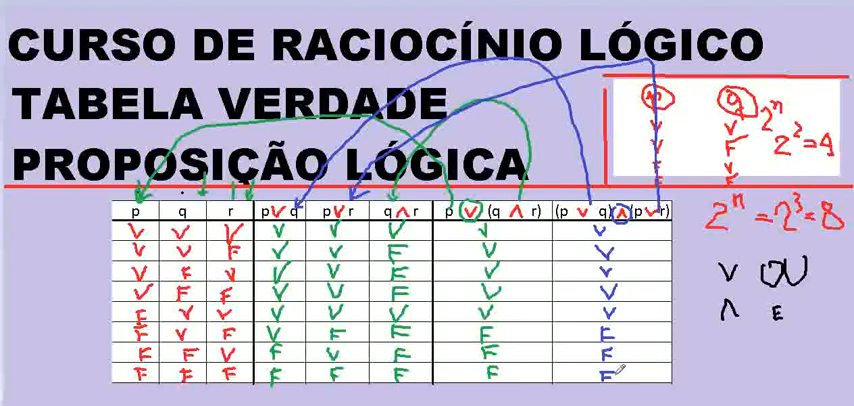 CURSO DE RACIOCÍNIO LÓGICO
TABELA VERDADE
PROPOSIÇÃO LÓGICA
p q
V V
V F
F V
F F
2ⁿ
2²=4
2ⁿ=2³=8
V OU
Λ E
p q r p V q p V r q Λ r p V (q Λ r) (p V q) Λ (p V r)
V V V V V V V V
V V F V V F V V
V F V V V F V V
V F F V V F V V
F V V V V V V V
F V F V F F F F
F F V F V F F F
F F F F F F F F